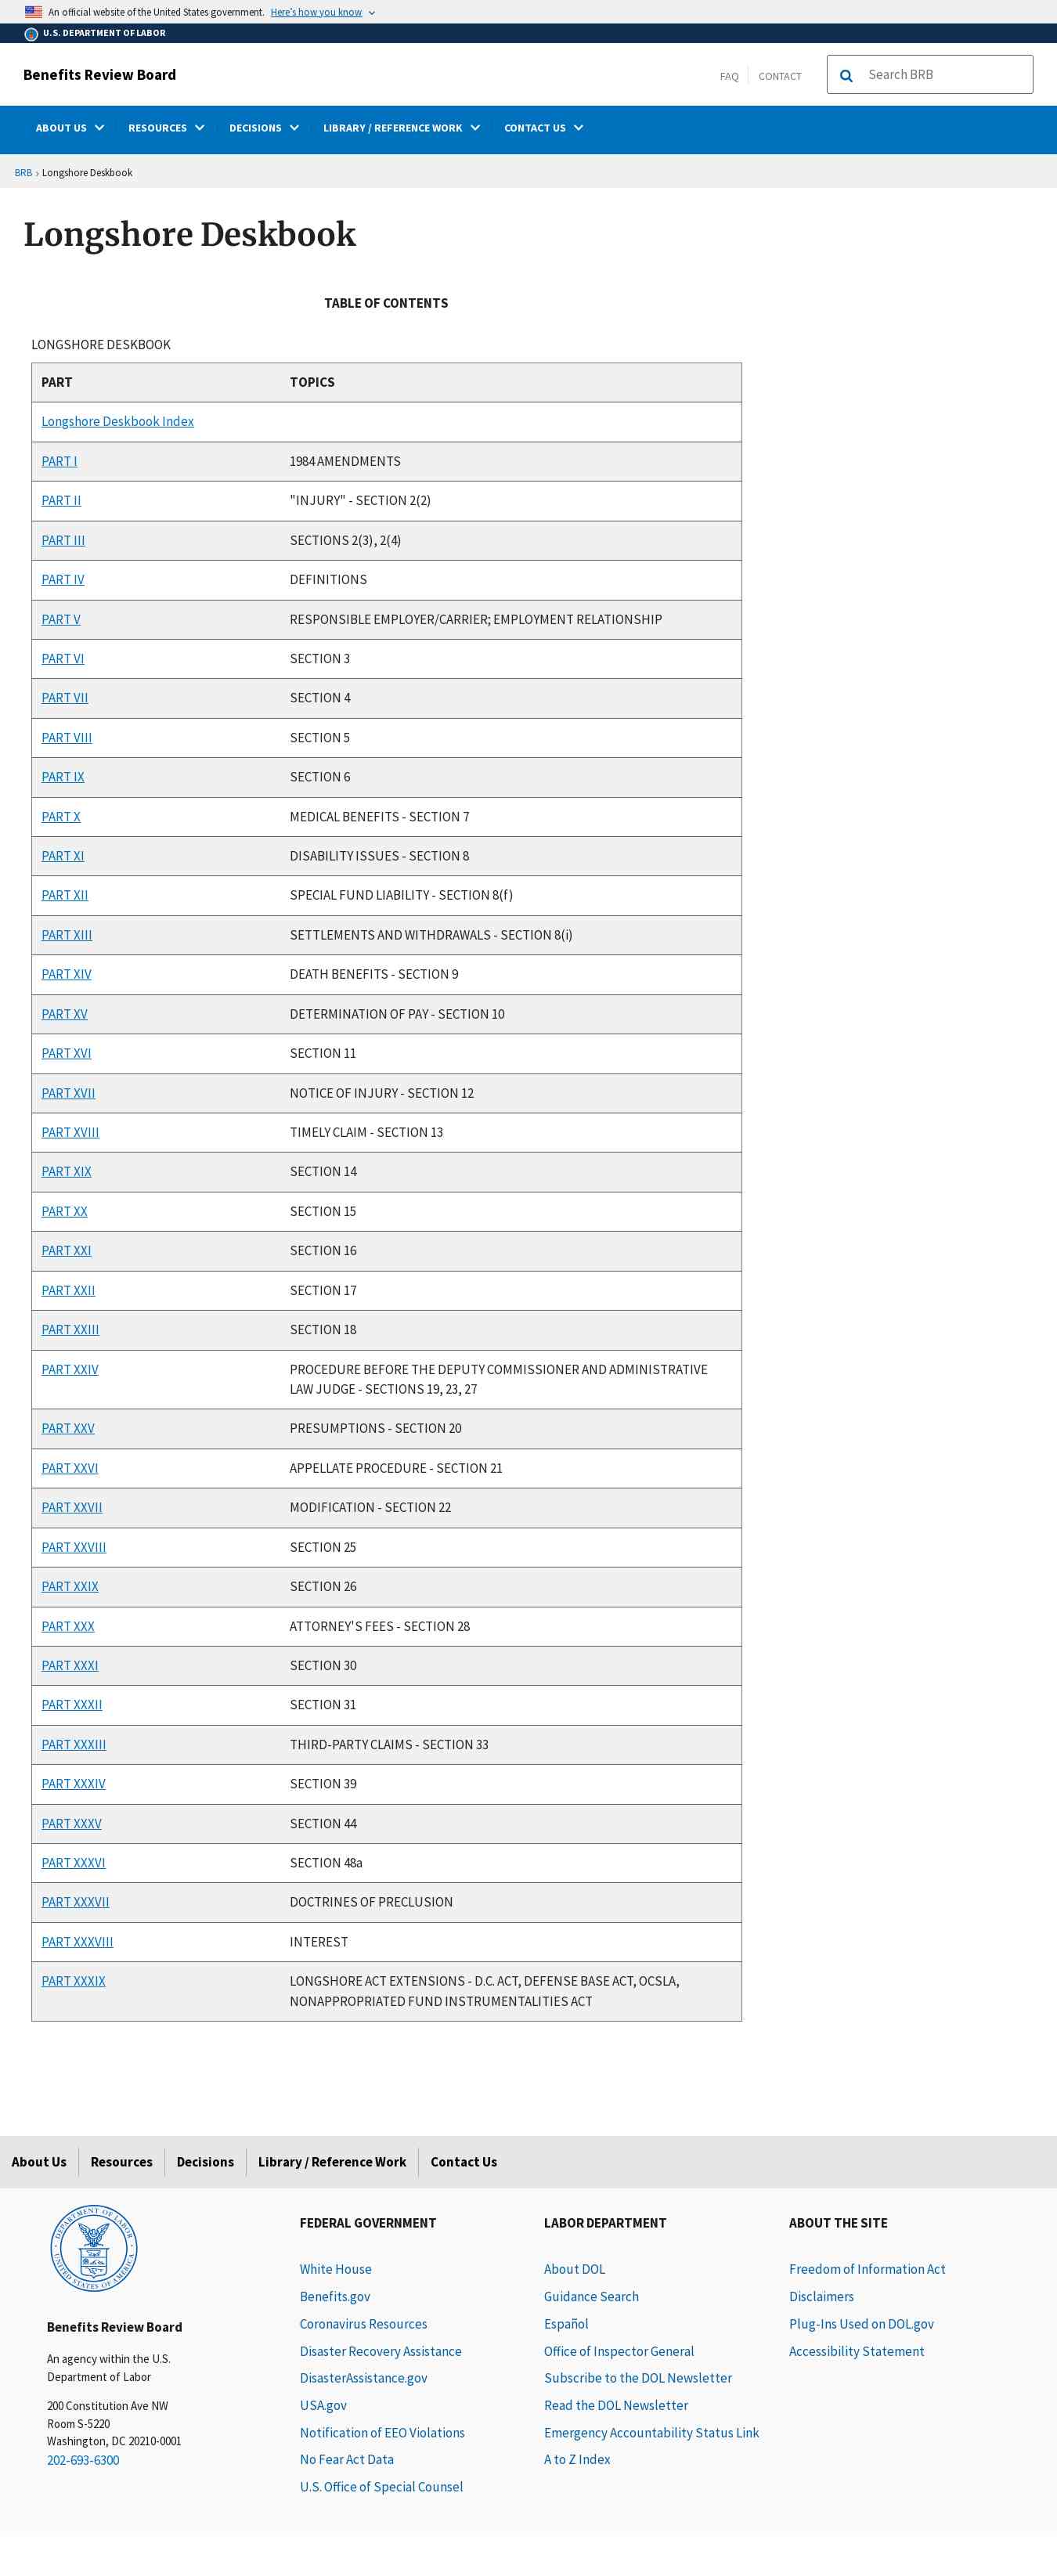 An official website of the United States government. Here's how you know
U.S. DEPARTMENT OF LABOR
Benefits Review Board
FAQ
CONTACT
Search BRB
ABOUT US
RESOURCES
DECISIONS
LIBRARY / REFERENCE WORK
CONTACT US
BRB › Longshore Deskbook
Longshore Deskbook
TABLE OF CONTENTS
LONGSHORE DESKBOOK
PART TOPICS
Longshore Deskbook Index
PART I 1984 AMENDMENTS
PART II "INJURY" - SECTION 2(2)
PART III SECTIONS 2(3), 2(4)
PART IV DEFINITIONS
PART V RESPONSIBLE EMPLOYER/CARRIER; EMPLOYMENT RELATIONSHIP
PART VI SECTION 3
PART VII SECTION 4
PART VIII SECTION 5
PART IX SECTION 6
PART X MEDICAL BENEFITS - SECTION 7
PART XI DISABILITY ISSUES - SECTION 8
PART XII SPECIAL FUND LIABILITY - SECTION 8(f)
PART XIII SETTLEMENTS AND WITHDRAWALS - SECTION 8(i)
PART XIV DEATH BENEFITS - SECTION 9
PART XV DETERMINATION OF PAY - SECTION 10
PART XVI SECTION 11
PART XVII NOTICE OF INJURY - SECTION 12
PART XVIII TIMELY CLAIM - SECTION 13
PART XIX SECTION 14
PART XX SECTION 15
PART XXI SECTION 16
PART XXII SECTION 17
PART XXIII SECTION 18
PART XXIV PROCEDURE BEFORE THE DEPUTY COMMISSIONER AND ADMINISTRATIVE
LAW JUDGE - SECTIONS 19, 23, 27
PART XXV PRESUMPTIONS - SECTION 20
PART XXVI APPELLATE PROCEDURE - SECTION 21
PART XXVII MODIFICATION - SECTION 22
PART XXVIII SECTION 25
PART XXIX SECTION 26
PART XXX ATTORNEY'S FEES - SECTION 28
PART XXXI SECTION 30
PART XXXII SECTION 31
PART XXXIII THIRD-PARTY CLAIMS - SECTION 33
PART XXXIV SECTION 39
PART XXXV SECTION 44
PART XXXVI SECTION 48a
PART XXXVII DOCTRINES OF PRECLUSION
PART XXXVIII INTEREST
PART XXXIX LONGSHORE ACT EXTENSIONS - D.C. ACT, DEFENSE BASE ACT, OCSLA,
NONAPPROPRIATED FUND INSTRUMENTALITIES ACT
About Us
Resources
Decisions
Library / Reference Work
Contact Us
DEPARTMENT OF LABOR
UNITED STATES OF AMERICA
Benefits Review Board
An agency within the U.S.
Department of Labor
200 Constitution Ave NW
Room S-5220
Washington, DC 20210-0001
202-693-6300
FEDERAL GOVERNMENT
White House
Benefits.gov
Coronavirus Resources
Disaster Recovery Assistance
DisasterAssistance.gov
USA.gov
Notification of EEO Violations
No Fear Act Data
U.S. Office of Special Counsel
LABOR DEPARTMENT
About DOL
Guidance Search
Español
Office of Inspector General
Subscribe to the DOL Newsletter
Read the DOL Newsletter
Emergency Accountability Status Link
A to Z Index
ABOUT THE SITE
Freedom of Information Act
Disclaimers
Plug-Ins Used on DOL.gov
Accessibility Statement